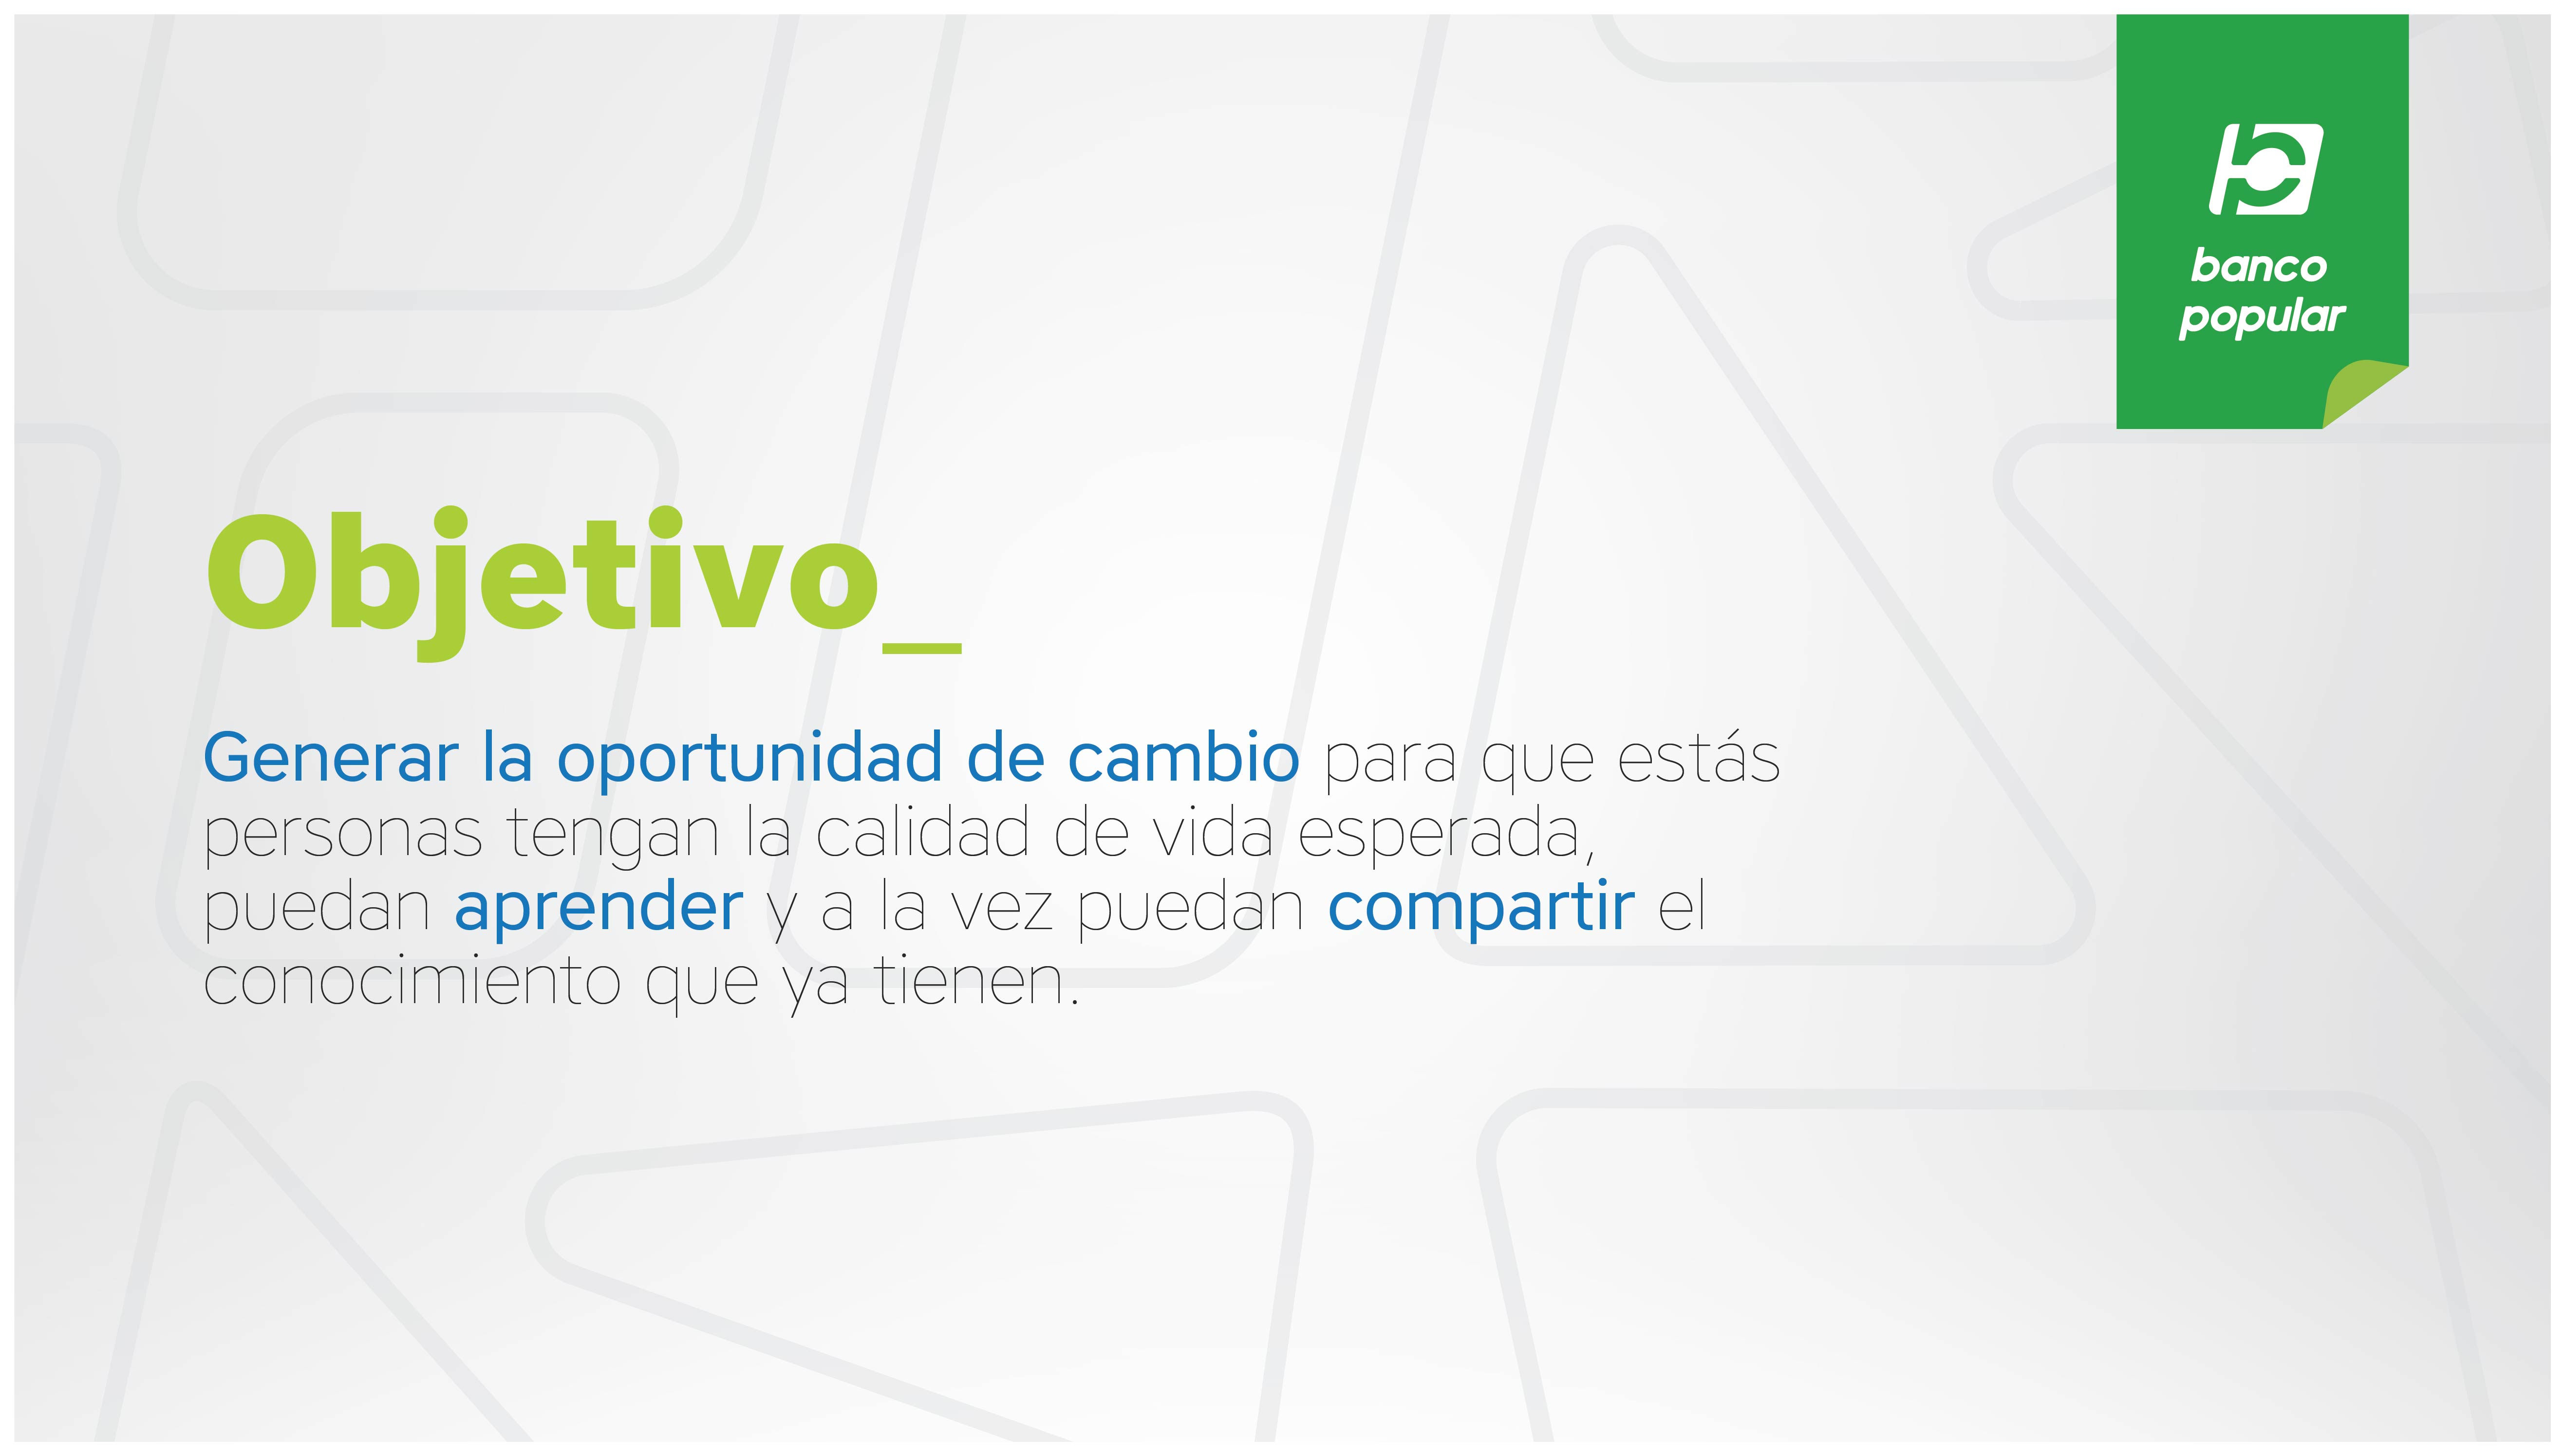 banco
popular
Objetivo_
Generar la oportunidad de cambio para que estás
personas tengan la calidad de vida esperada,
puedan aprender y a la vez puedan compartir el
conocimiento que ya tienen.